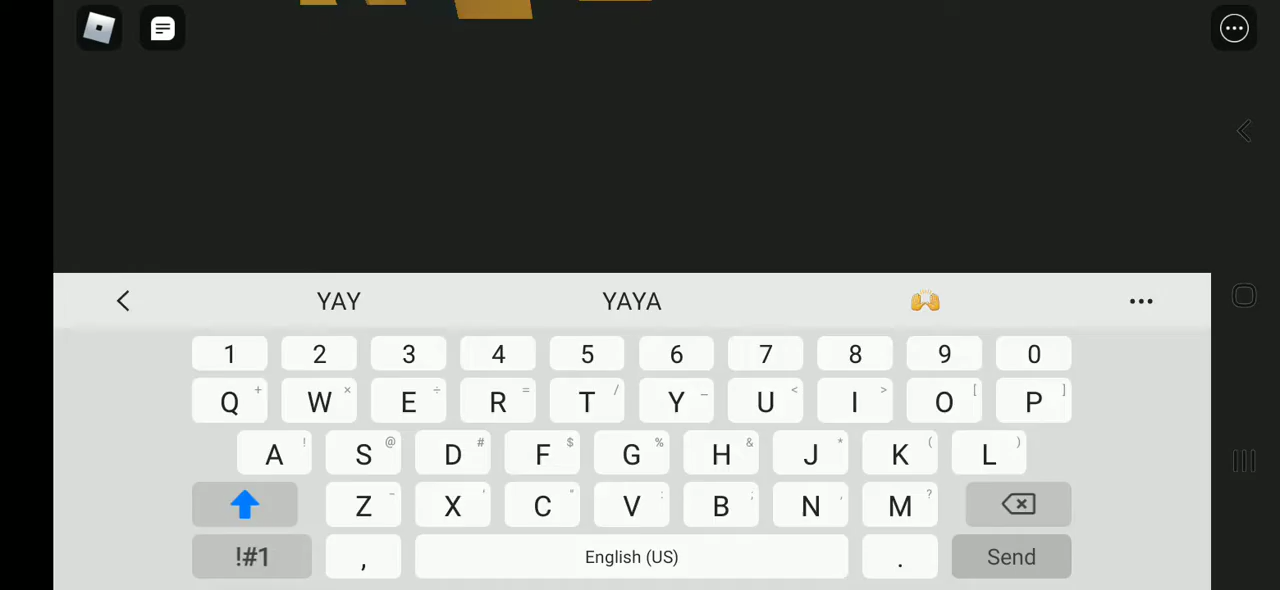 YAY YAYA
1 2 3 4 5 6 7 8 9 0
Q + W × E ÷ R = T / Y _ U < I > O [ P ]
A ! S @ D # F $ G % H & J * K ( L )
Z - X ' C " V : B ; N , M ?
!#1 , English (US) . Send